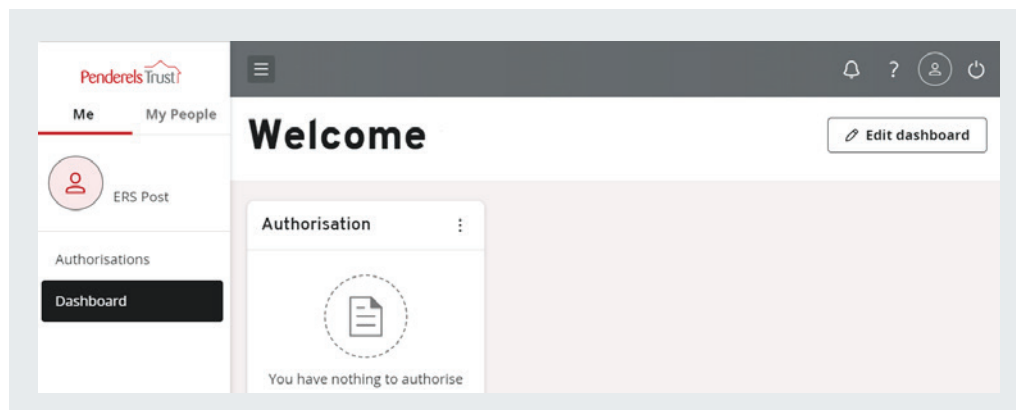 Penderels Trust
Me
My People
ERS Post
Authorisations
Dashboard
?
Welcome
Edit dashboard
Authorisation
You have nothing to authorise